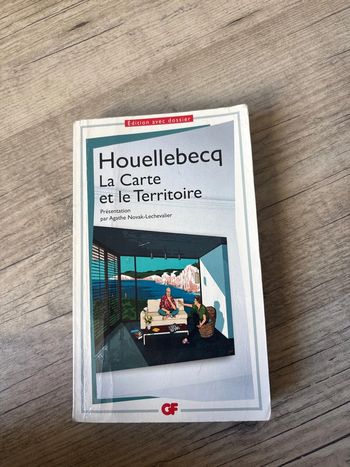 Édition avec dossier
Houellebecq
La Carte
et le Territoire
Présentation
par Agathe Novak-Lechevalier
GF